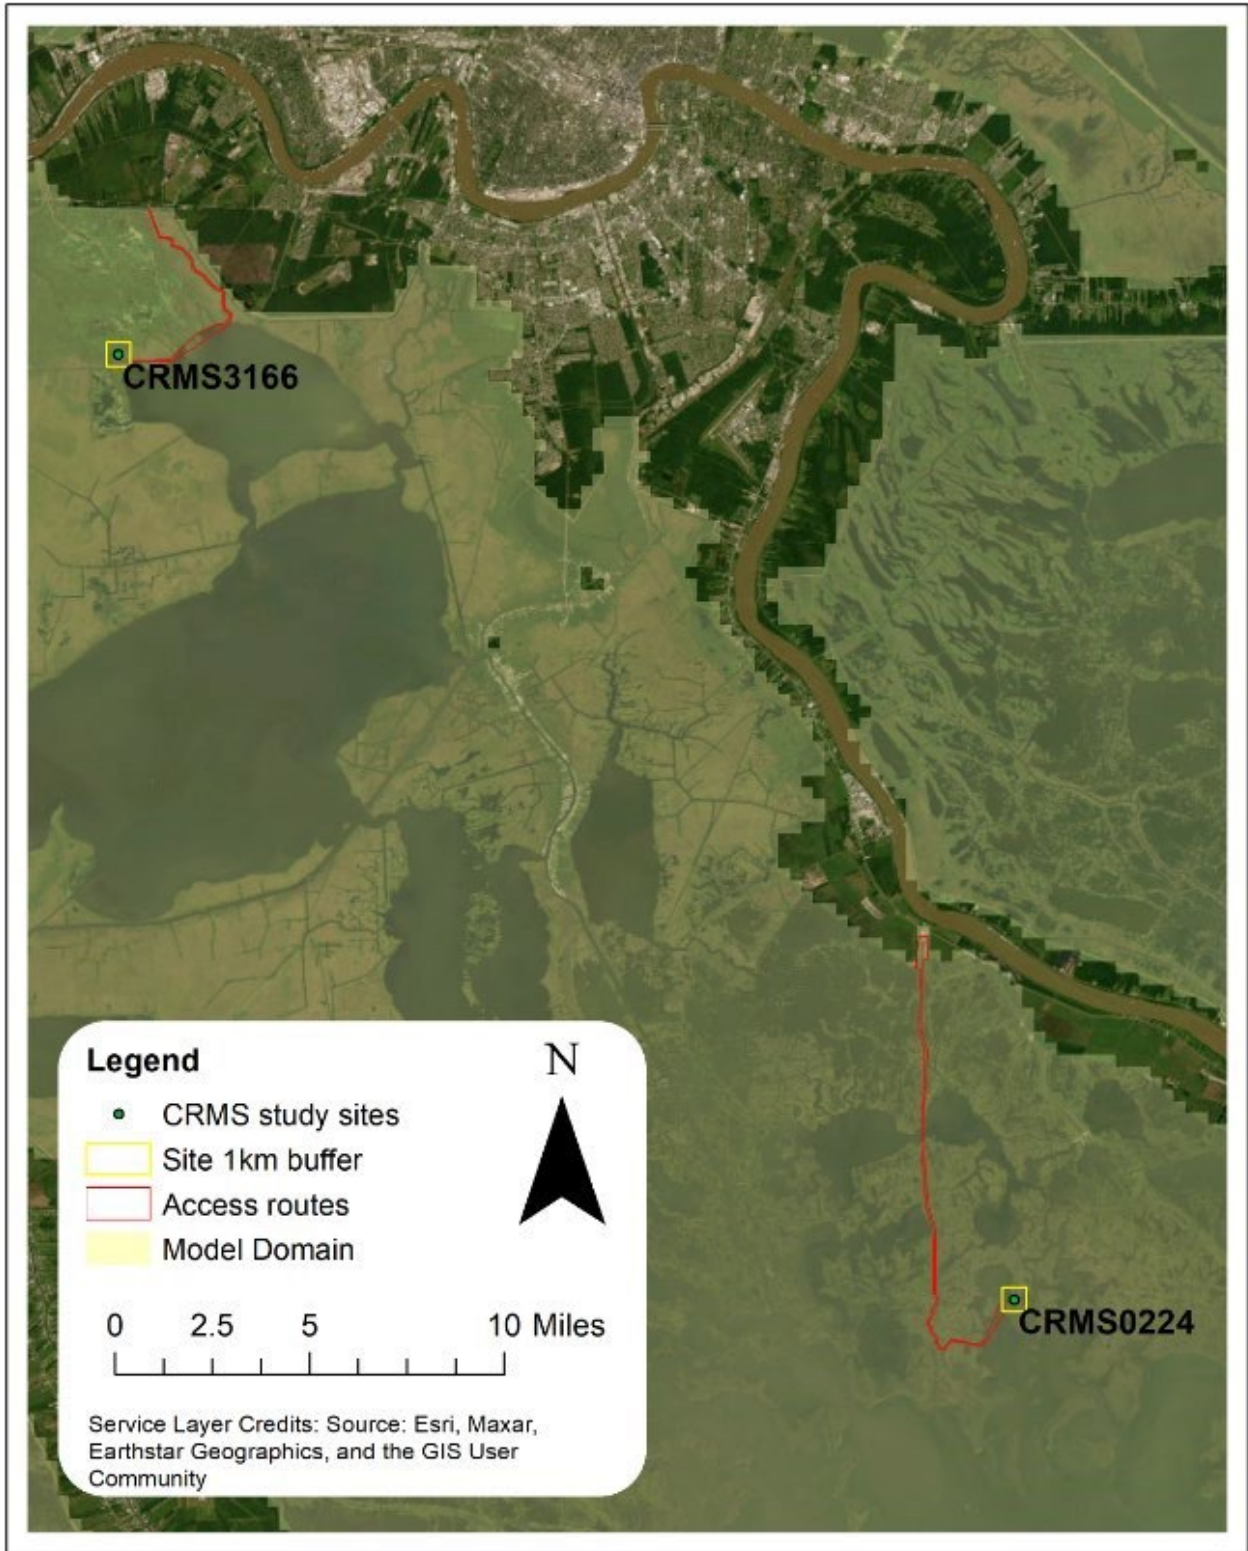 CRMS3166
CRMS0224
Legend
N
CRMS study sites
Site 1km buffer
Access routes
Model Domain
0 2.5 5 10 Miles
Service Layer Credits: Source: Esri, Maxar,
Earthstar Geographics, and the GIS User
Community